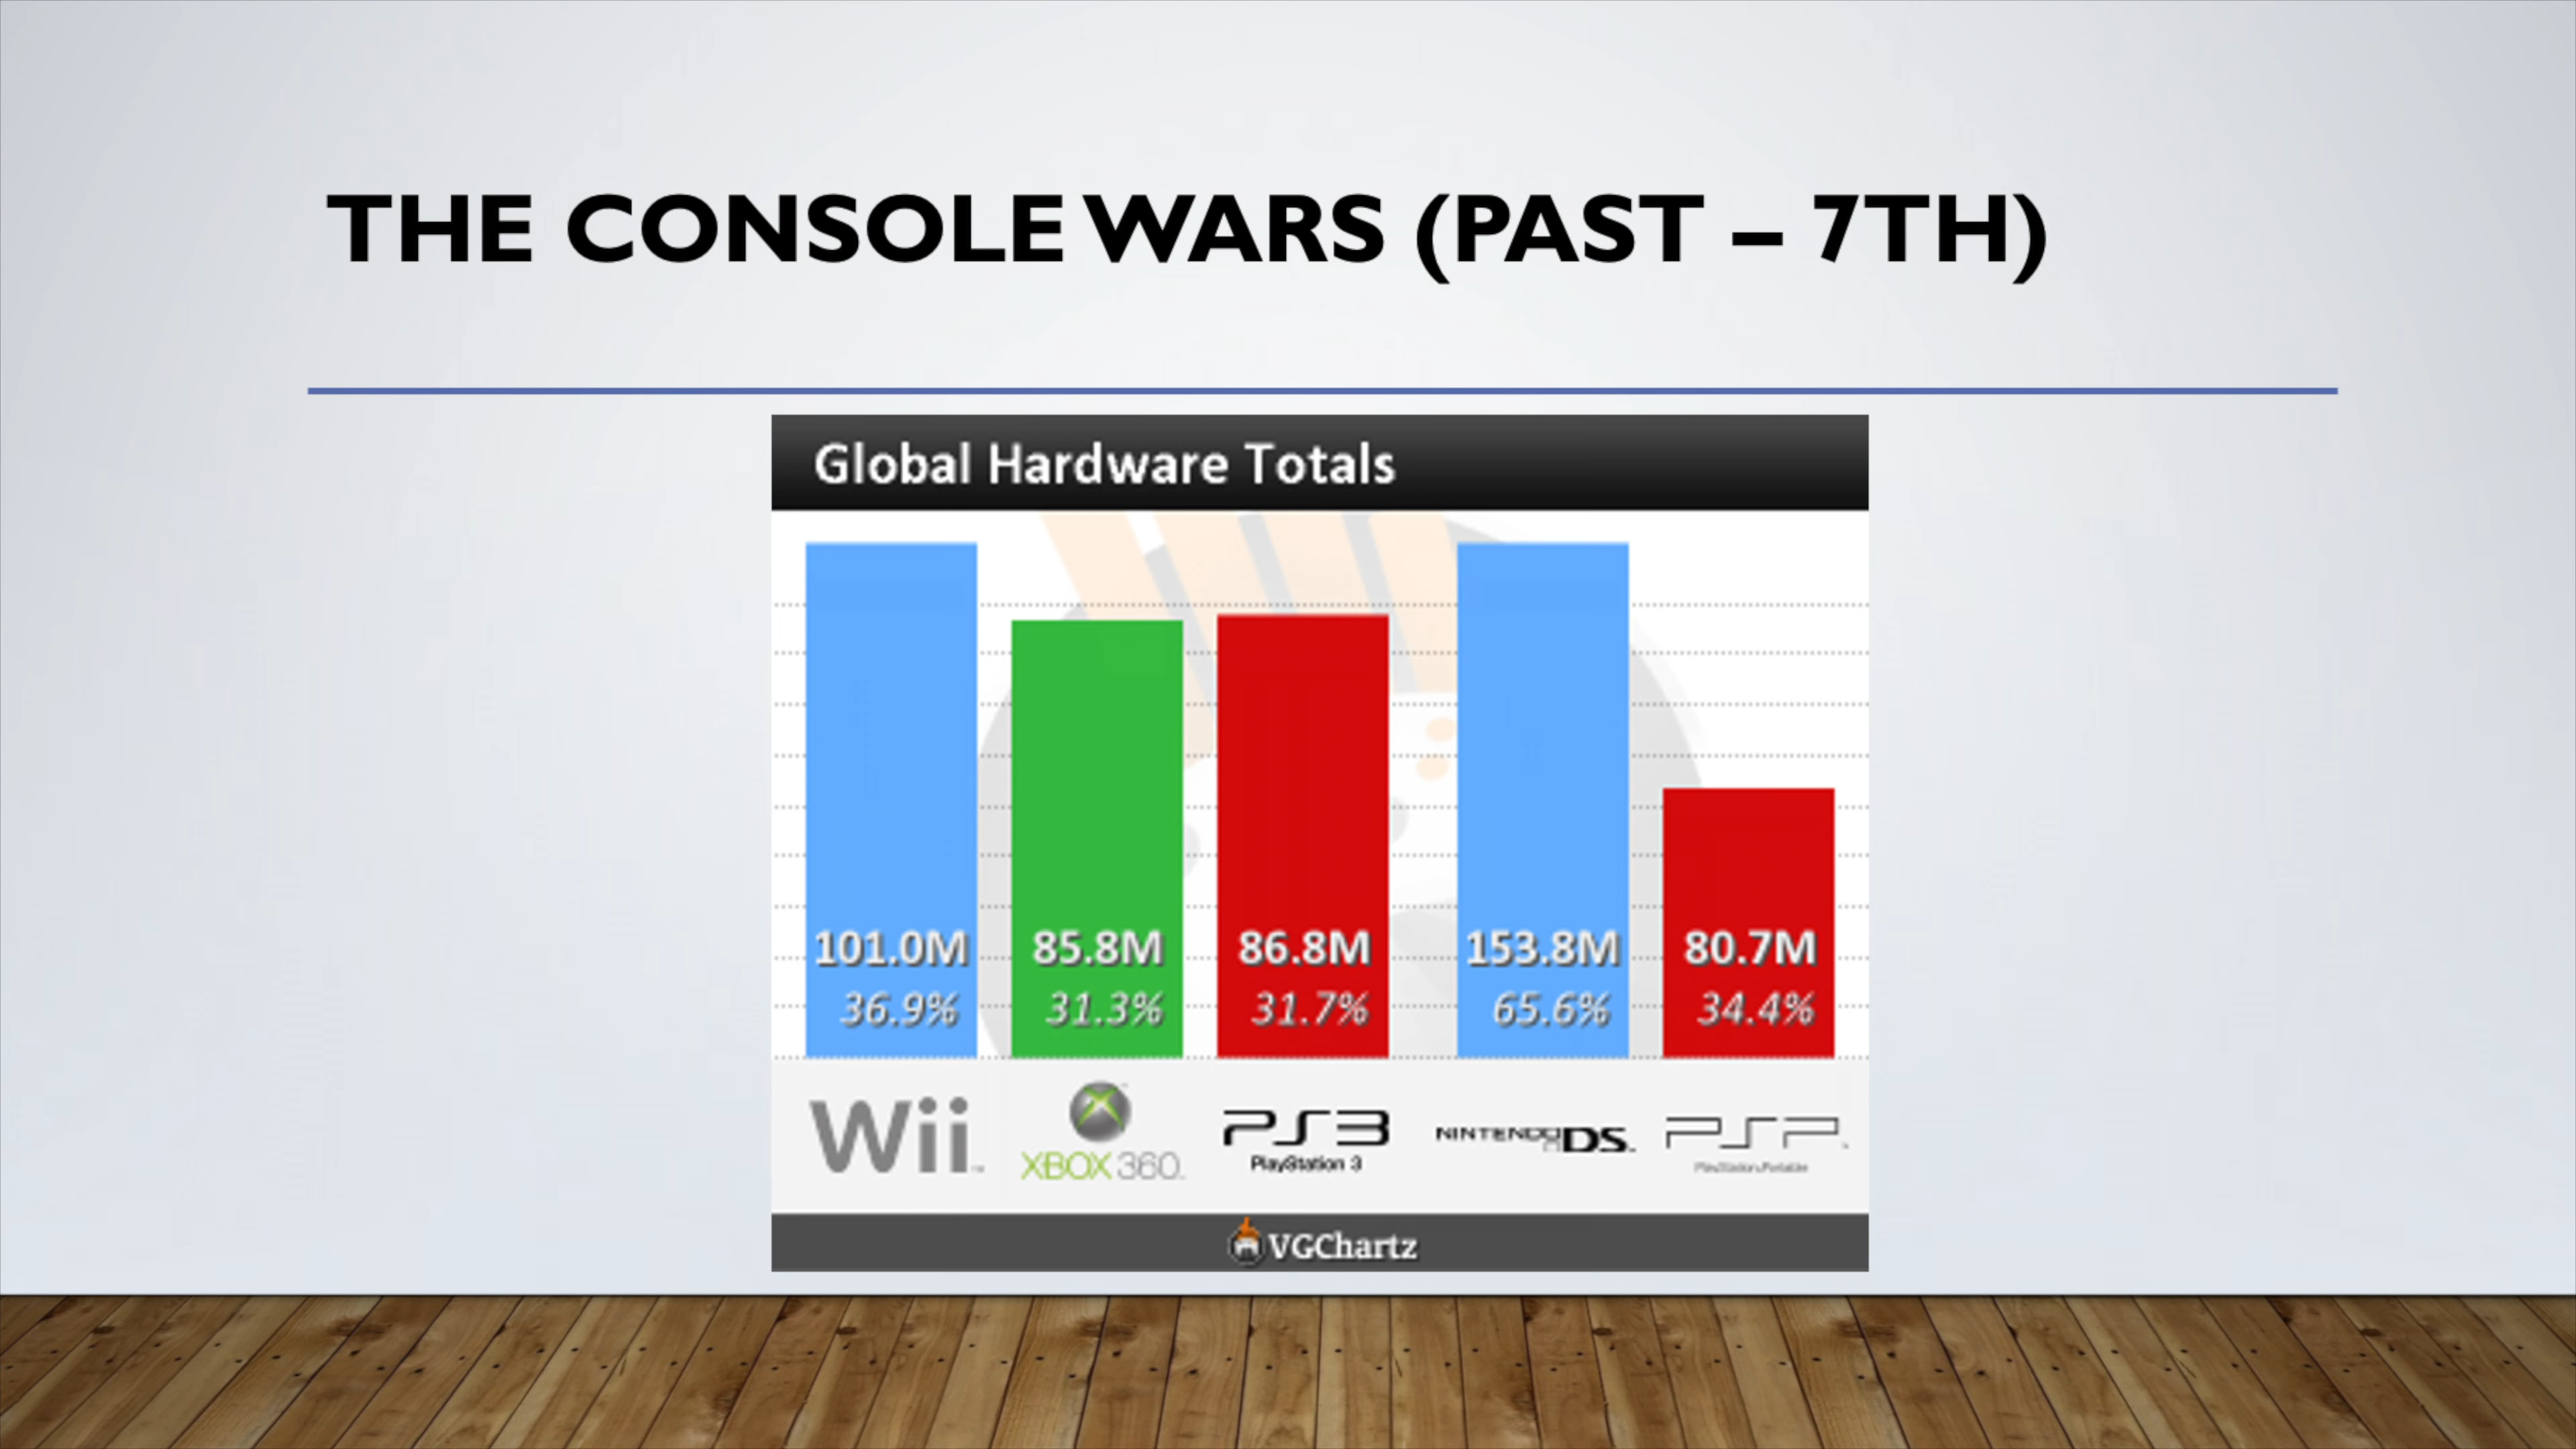 THE CONSOLE WARS (PAST – 7TH)
Global Hardware Totals
101.0M 85.8M 86.8M 153.8M 80.7M
36.9% 31.3% 31.7% 65.6% 34.4%
Wii XBOX 360 PS3 NINTENDO DS PSP
PlayStation 3 PlayStation Portable
VGChartz